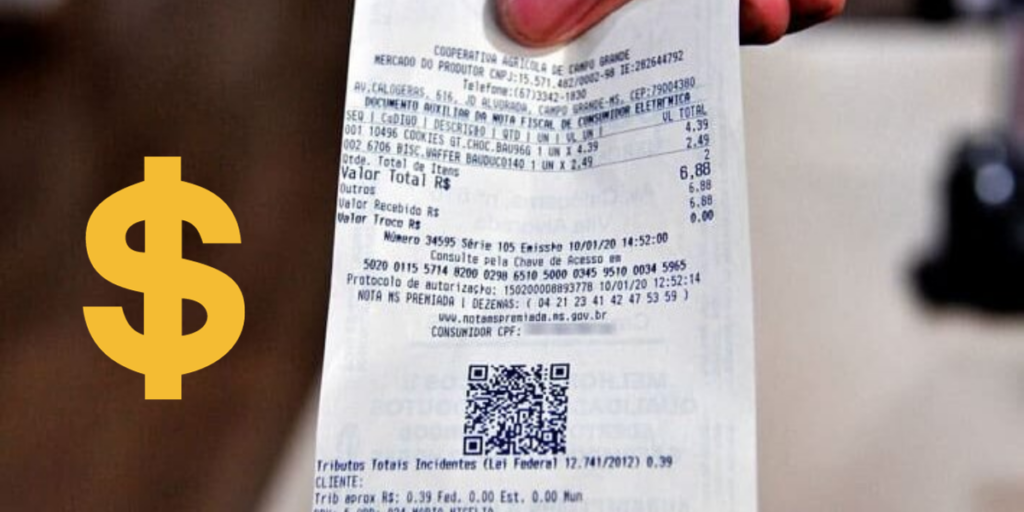 $
COOPERATIVA AGRICOLA DE CAMPO GRANDE
MERCADO DO PRODUTOR CNPJ:15.571.482/0002-98 IE:282644792
Telefone:(67)3342-1830
AV.CALOGERAS, 616, JD ALVORADA, CAMPO GRANDE-MS, CEP:79004380
DOCUMENTO AUXILIAR DA NOTA FISCAL DE CONSUMIDOR ELETRFNICA
SEQ | CóDIGO | DESCRIÇÃO | QTD | UN | VL UN | VL TOTAL
001 10496 COOKIES GT.CHOC.BAU96G 1 UN X 4.39 4.39
002 6706 BISC.WAFFER BAUDUCO140 1 UN X 2.49 2.49
Qtde. Total de Itens 2
Valor Total R$ 6,88
Outros 6.88
Valor Recebido R$ 6.88
Valor Troco R$ 0.00
Número 34595 Série 105 Emissão 10/01/20 14:52:00
Consulte pela Chave de Acesso em
5020 0115 5714 8200 0298 6510 5000 0345 9510 0034 5965
Protocolo de autorização: 150200008893778 10/01/20 12:52:14
NOTA MS PREMIADA | DEZENAS: ( 04 21 23 41 42 47 53 59 )
www.notamspremiada.ms.gov.br
CONSUMIDOR CPF:
Tributos Totais Incidentes (Lei Federal 12.741/2012) 0.39
CLIENTE:
Trib aprox R$: 0.39 Fed. 0.00 Est. 0.00 Mun